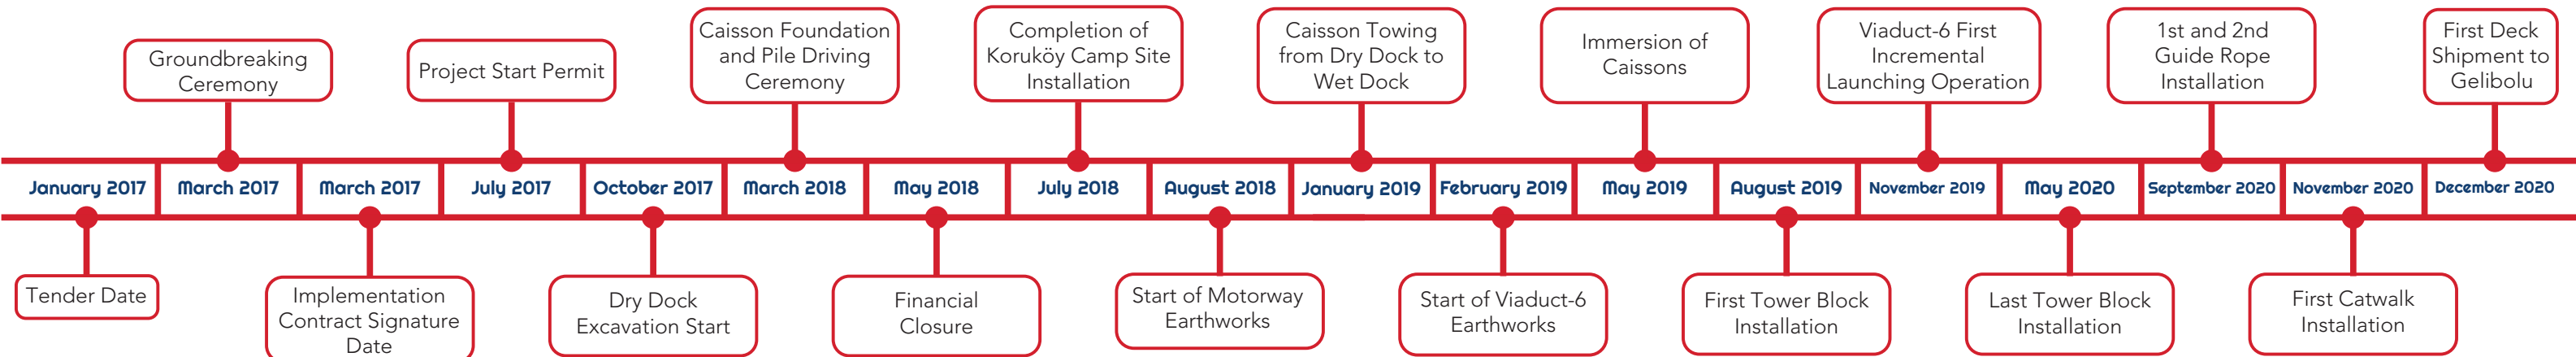 Groundbreaking
Ceremony
Project Start Permit
Caisson Foundation
and Pile Driving
Ceremony
Completion of
Koruköy Camp Site
Installation
Caisson Towing
from Dry Dock to
Wet Dock
Immersion of
Caissons
Viaduct-6 First
Incremental
Launching Operation
1st and 2nd
Guide Rope
Installation
First Deck
Shipment to
Gelibolu
January 2017
March 2017
March 2017
July 2017
October 2017
March 2018
May 2018
July 2018
August 2018
January 2019
February 2019
May 2019
August 2019
November 2019
May 2020
September 2020
November 2020
December 2020
Tender Date
Implementation
Contract Signature
Date
Dry Dock
Excavation Start
Financial
Closure
Start of Motorway
Earthworks
Start of Viaduct-6
Earthworks
First Tower Block
Installation
Last Tower Block
Installation
First Catwalk
Installation